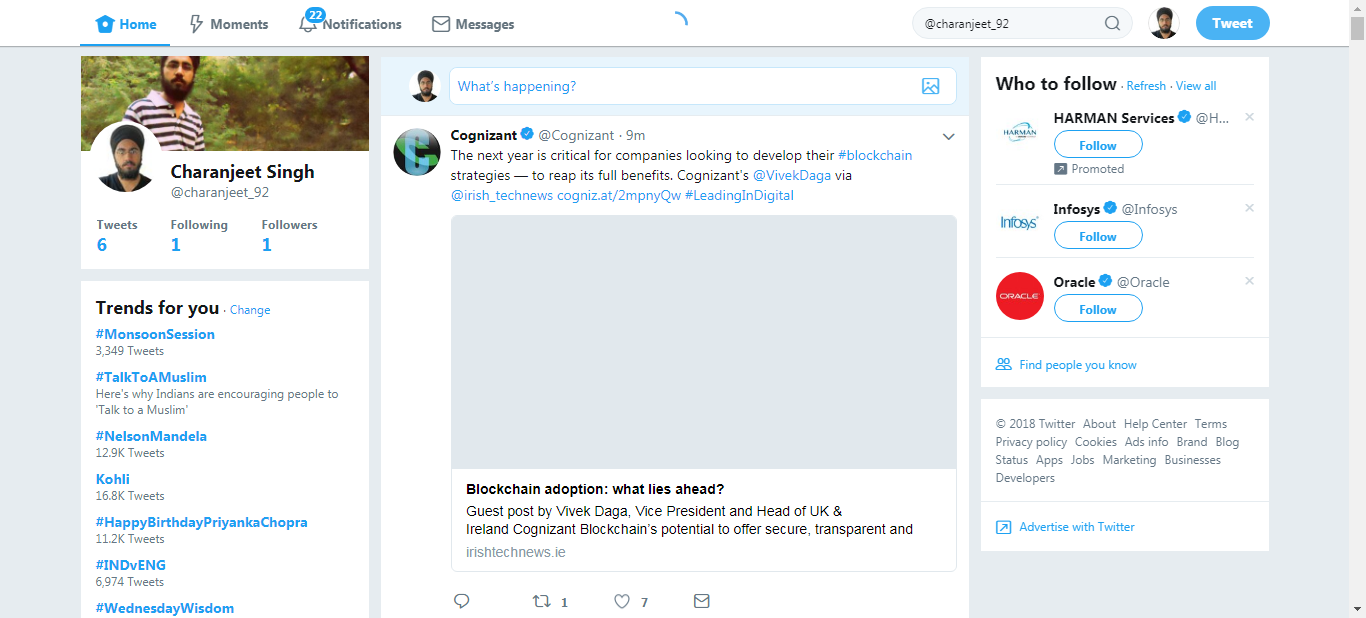 Home
Moments
22
Notifications
Messages
@charanjeet_92
Tweet
Charanjeet Singh
@charanjeet_92
Tweets Following Followers
6 1 1
Trends for you · Change
#MonsoonSession
3,349 Tweets
#TalkToAMuslim
Here's why Indians are encouraging people to
'Talk to a Muslim'
#NelsonMandela
12.9K Tweets
Kohli
16.8K Tweets
#HappyBirthdayPriyankaChopra
11.2K Tweets
#INDvENG
6,974 Tweets
#WednesdayWisdom
What's happening?
Cognizant @Cognizant · 9m
The next year is critical for companies looking to develop their #blockchain
strategies — to reap its full benefits. Cognizant's @VivekDaga via
@irish_technews cogniz.at/2mpnyQw #LeadingInDigital
Blockchain adoption: what lies ahead?
Guest post by Vivek Daga, Vice President and Head of UK &
Ireland Cognizant Blockchain's potential to offer secure, transparent and
irishtechnews.ie
1 7
Who to follow · Refresh · View all
HARMAN
HARMAN Services @H...
Follow
Promoted
Infosys
Infosys @Infosys
Follow
ORACLE
Oracle @Oracle
Follow
Find people you know
© 2018 Twitter About Help Center Terms
Privacy policy Cookies Ads info Brand Blog
Status Apps Jobs Marketing Businesses
Developers
Advertise with Twitter